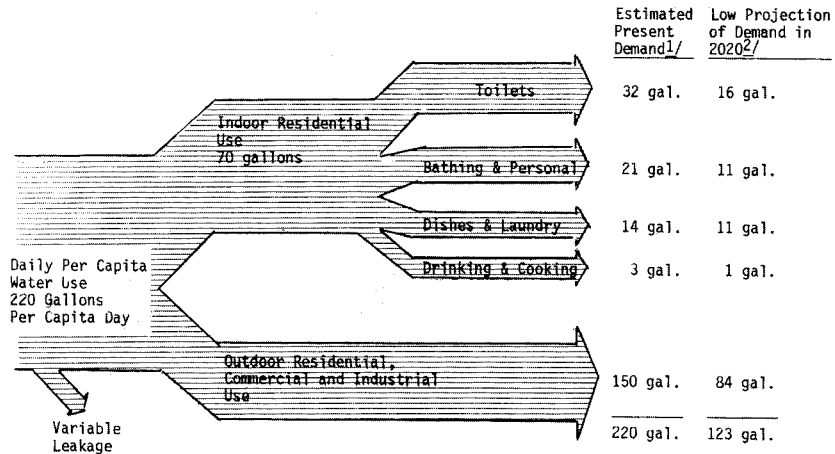 Estimated Low Projection
Present of Demand in
Demand1/ 20202/
Toilets 32 gal. 16 gal.
Indoor Residential
Use
70 gallons
Bathing & Personal 21 gal. 11 gal.
Dishes & Laundry 14 gal. 11 gal.
Drinking & Cooking 3 gal. 1 gal.
Daily Per Capita
Water Use
220 Gallons
Per Capita Day
Outdoor Residential,
Commercial and Industrial
Use
150 gal. 84 gal.
220 gal. 123 gal.
Variable
Leakage